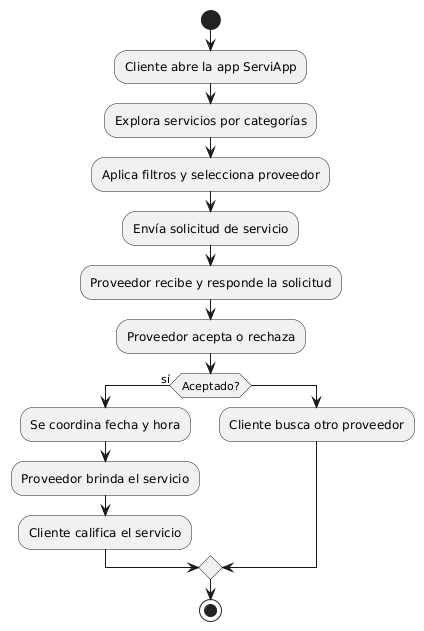 Cliente abre la app ServiApp
Explora servicios por categorías
Aplica filtros y selecciona proveedor
Envía solicitud de servicio
Proveedor recibe y responde la solicitud
Proveedor acepta o rechaza
sí
Aceptado?
Se coordina fecha y hora
Cliente busca otro proveedor
Proveedor brinda el servicio
Cliente califica el servicio